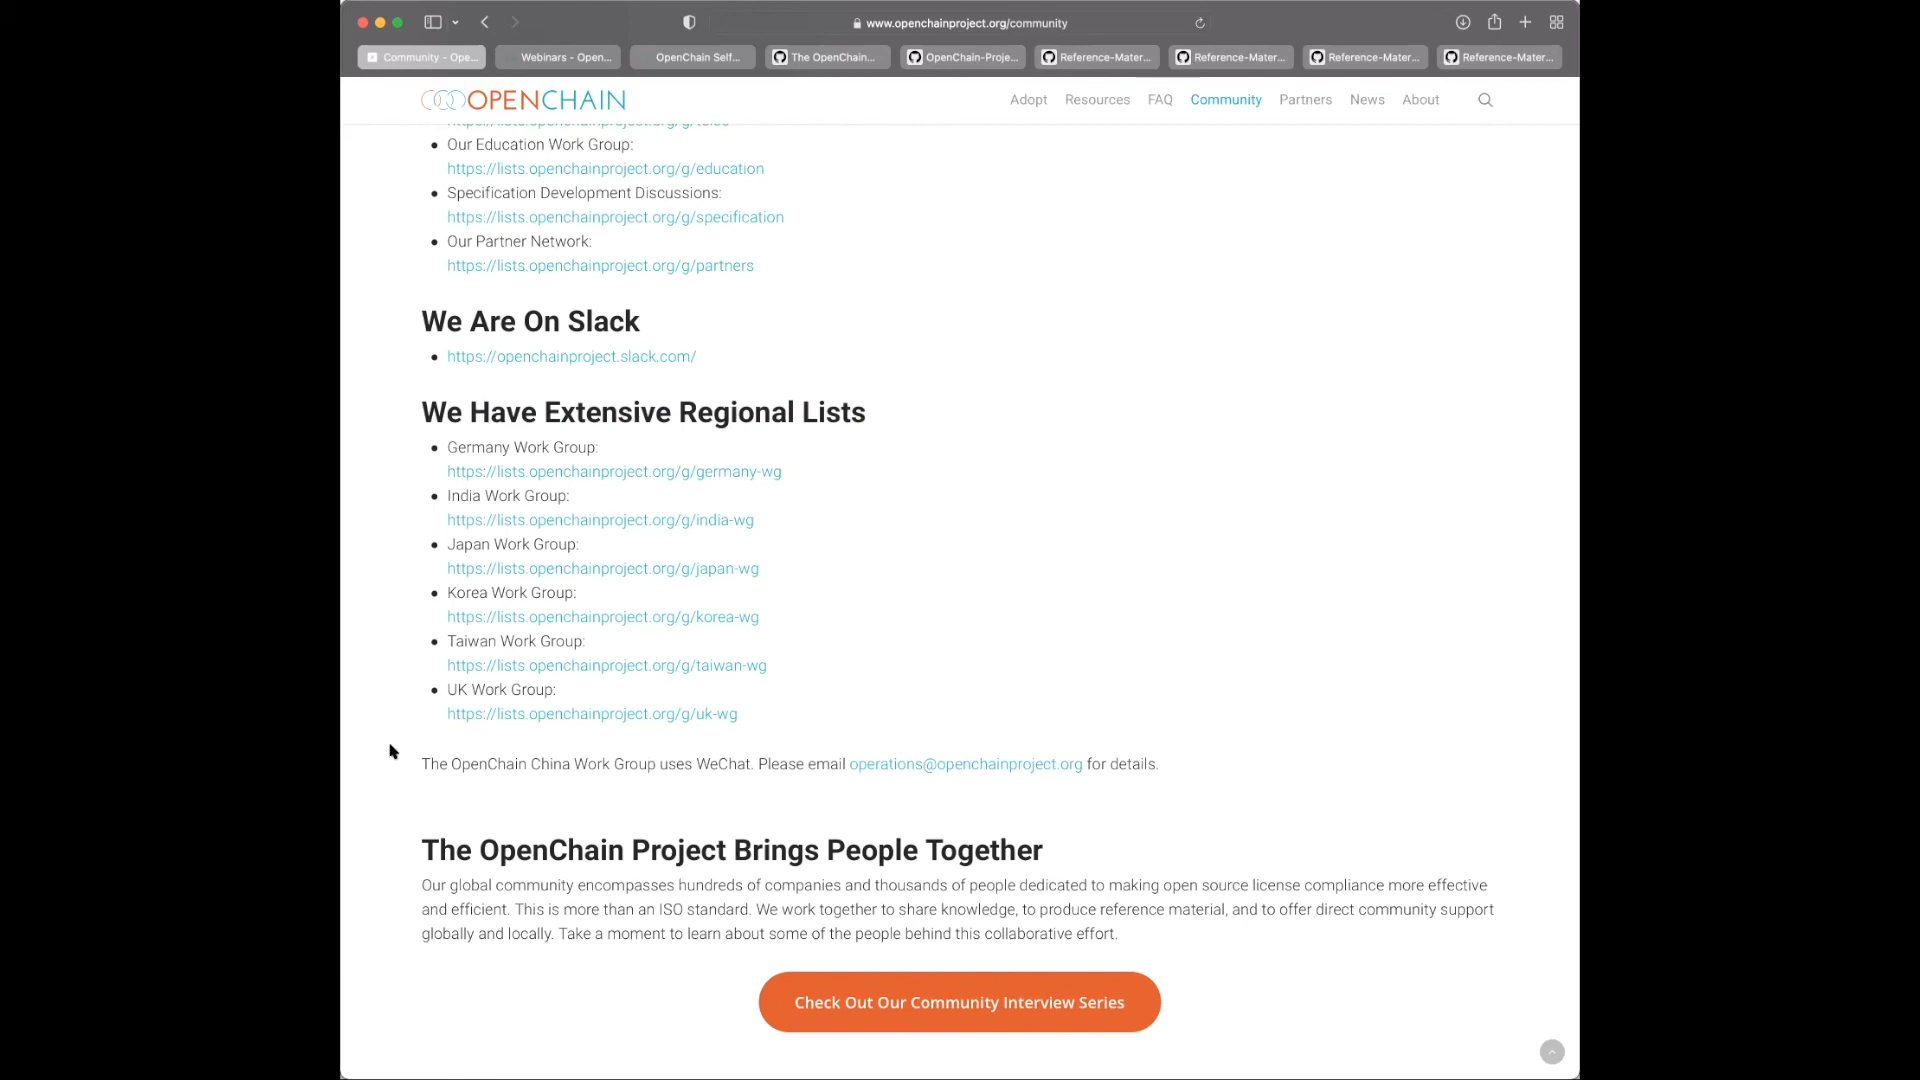 www.openchainproject.org/community
Community - Ope...
Webinars - Open...
OpenChain Self...
The OpenChain...
OpenChain-Proje...
Reference-Mater...
Reference-Mater...
Reference-Mater...
Reference-Mater...
OPENCHAIN
Adopt
Resources
FAQ
Community
Partners
News
About
Our Education Work Group:
https://lists.openchainproject.org/g/education
Specification Development Discussions:
https://lists.openchainproject.org/g/specification
Our Partner Network:
https://lists.openchainproject.org/g/partners
We Are On Slack
https://openchainproject.slack.com/
We Have Extensive Regional Lists
Germany Work Group:
https://lists.openchainproject.org/g/germany-wg
India Work Group:
https://lists.openchainproject.org/g/india-wg
Japan Work Group:
https://lists.openchainproject.org/g/japan-wg
Korea Work Group:
https://lists.openchainproject.org/g/korea-wg
Taiwan Work Group:
https://lists.openchainproject.org/g/taiwan-wg
UK Work Group:
https://lists.openchainproject.org/g/uk-wg
The OpenChain China Work Group uses WeChat. Please email operations@openchainproject.org for details.
The OpenChain Project Brings People Together
Our global community encompasses hundreds of companies and thousands of people dedicated to making open source license compliance more effective
and efficient. This is more than an ISO standard. We work together to share knowledge, to produce reference material, and to offer direct community support
globally and locally. Take a moment to learn about some of the people behind this collaborative effort.
Check Out Our Community Interview Series